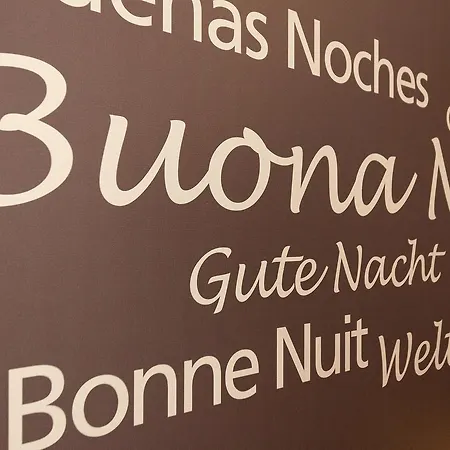 uenas Noches
Buona N
Gute Nacht
Bonne Nuit Welt